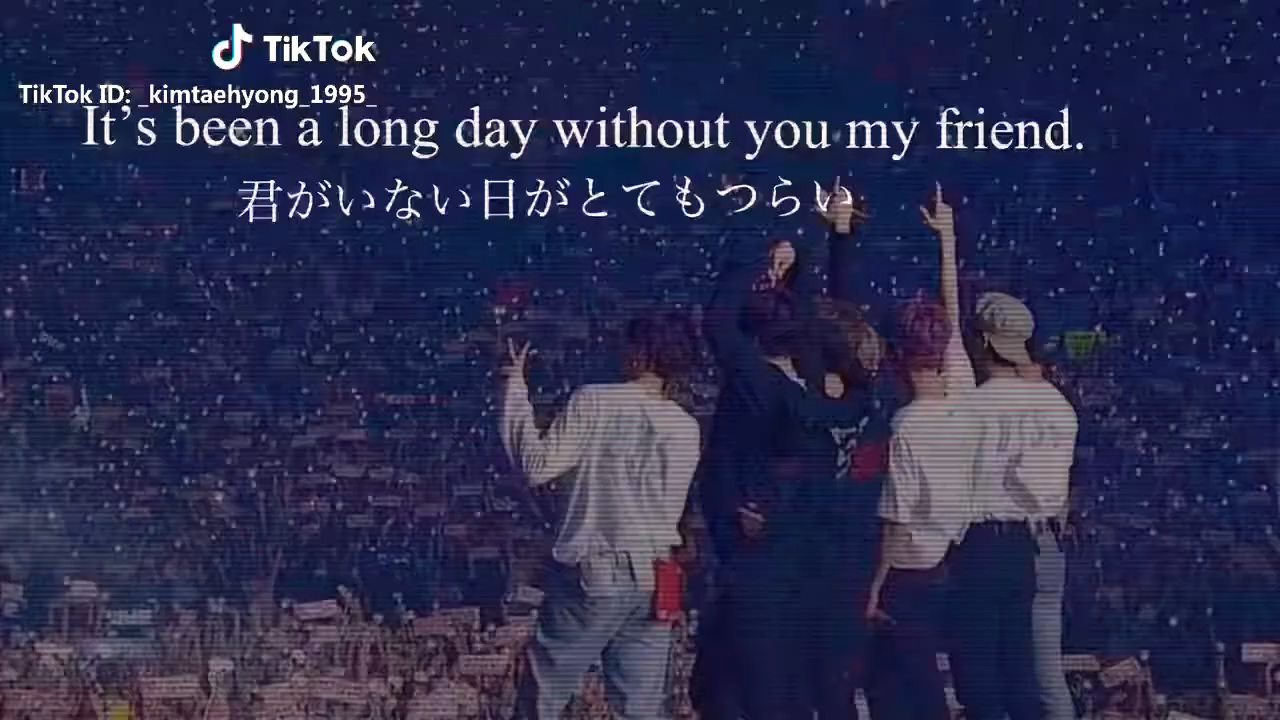 TikTok
TikTok ID: _kimtaehyong_1995_
It’s been a long day without you my friend.
君がいない日がとてもつらい